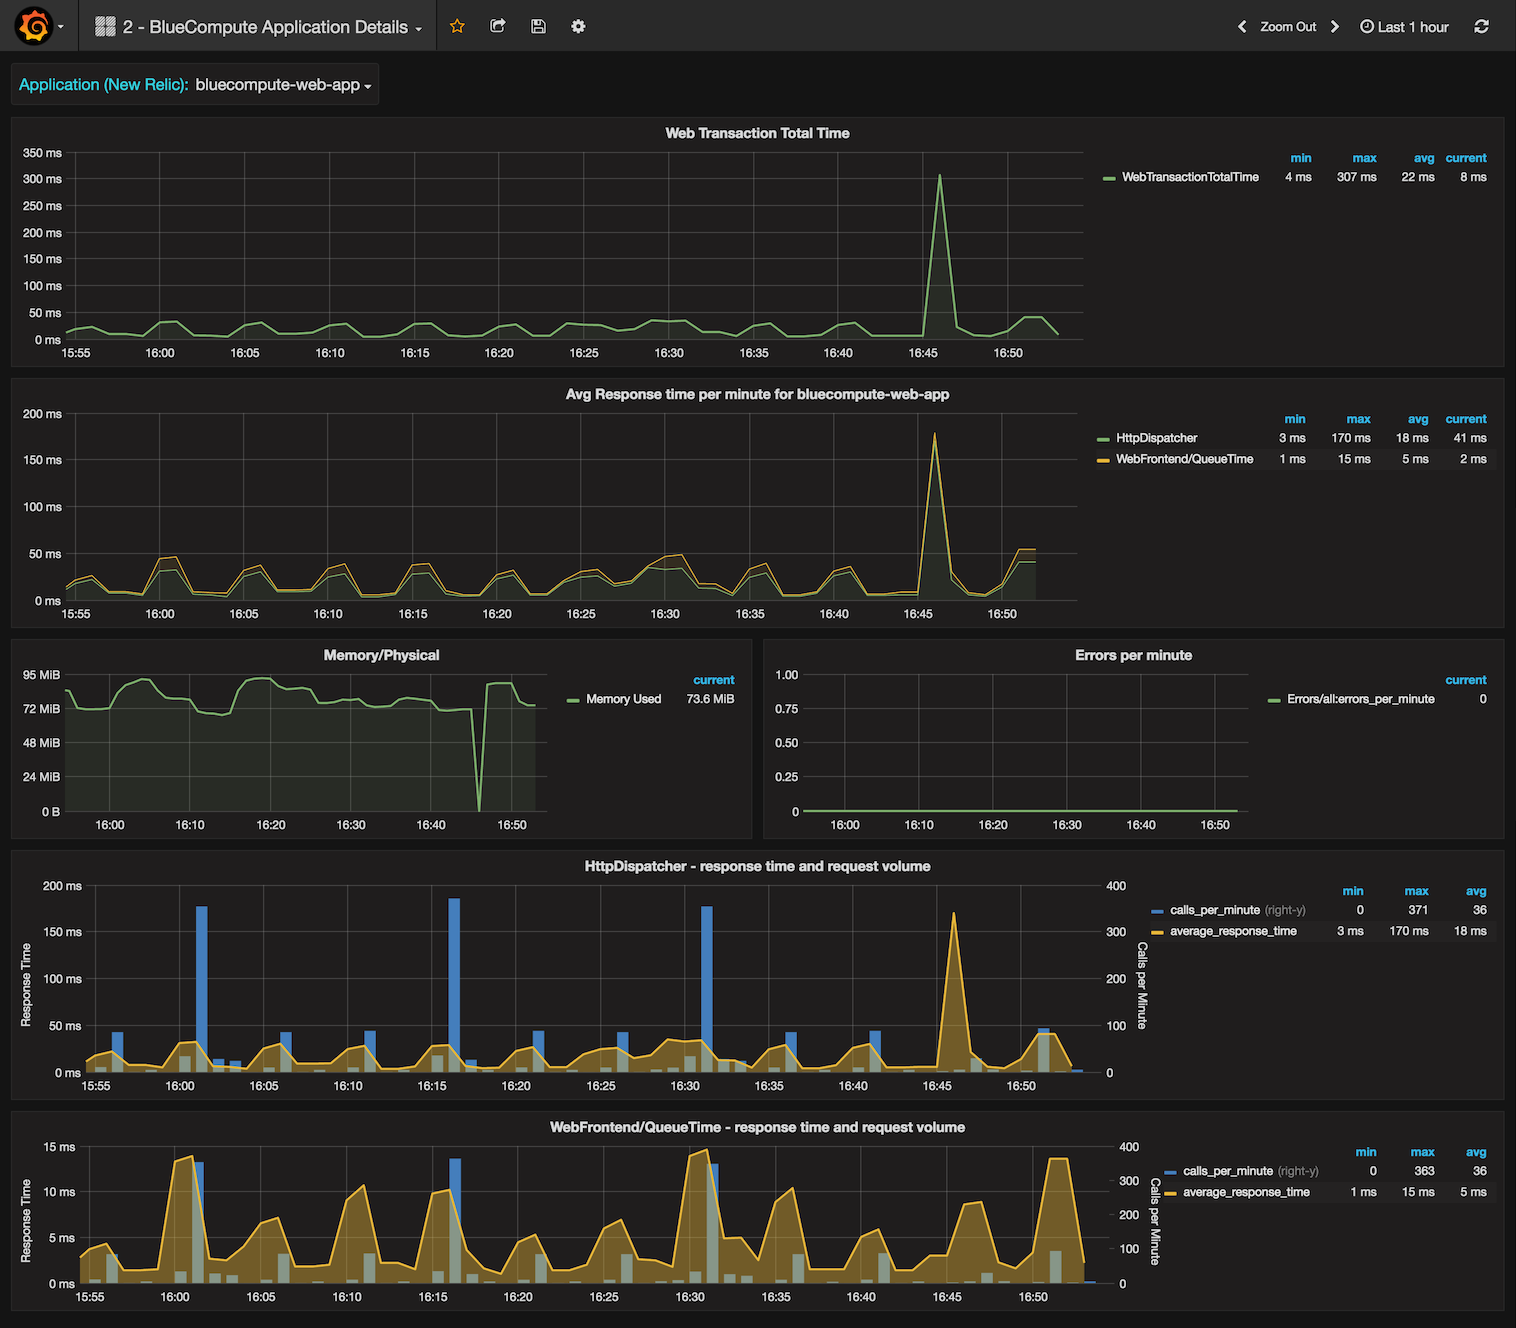 2 - BlueCompute Application Details
Zoom Out
Last 1 hour
Application (New Relic): bluecompute-web-app
Web Transaction Total Time
350 ms
300 ms
250 ms
200 ms
150 ms
100 ms
50 ms
0 ms
15:55 16:00 16:05 16:10 16:15 16:20 16:25 16:30 16:35 16:40 16:45 16:50
min max avg current
WebTransactionTotalTime 4 ms 307 ms 22 ms 8 ms
Avg Response time per minute for bluecompute-web-app
200 ms
150 ms
100 ms
50 ms
0 ms
15:55 16:00 16:05 16:10 16:15 16:20 16:25 16:30 16:35 16:40 16:45 16:50
min max avg current
HttpDispatcher 3 ms 170 ms 18 ms 41 ms
WebFrontend/QueueTime 1 ms 15 ms 5 ms 2 ms
Memory/Physical
95 MiB
72 MiB
48 MiB
24 MiB
0 B
16:00 16:10 16:20 16:30 16:40 16:50
current
Memory Used 73.6 MiB
Errors per minute
1.00
0.75
0.50
0.25
0
16:00 16:10 16:20 16:30 16:40 16:50
current
Errors/all:errors_per_minute 0
HttpDispatcher - response time and request volume
Response Time
200 ms
150 ms
100 ms
50 ms
0 ms
15:55 16:00 16:05 16:10 16:15 16:20 16:25 16:30 16:35 16:40 16:45 16:50
400
300
200
100
0
Calls per Minute
min max avg
calls_per_minute (right-y) 0 371 36
average_response_time 3 ms 170 ms 18 ms
WebFrontend/QueueTime - response time and request volume
Response Time
15 ms
10 ms
5 ms
0 ms
15:55 16:00 16:05 16:10 16:15 16:20 16:25 16:30 16:35 16:40 16:45 16:50
400
300
200
100
0
Calls per Minute
min max avg
calls_per_minute (right-y) 0 363 36
average_response_time 1 ms 15 ms 5 ms